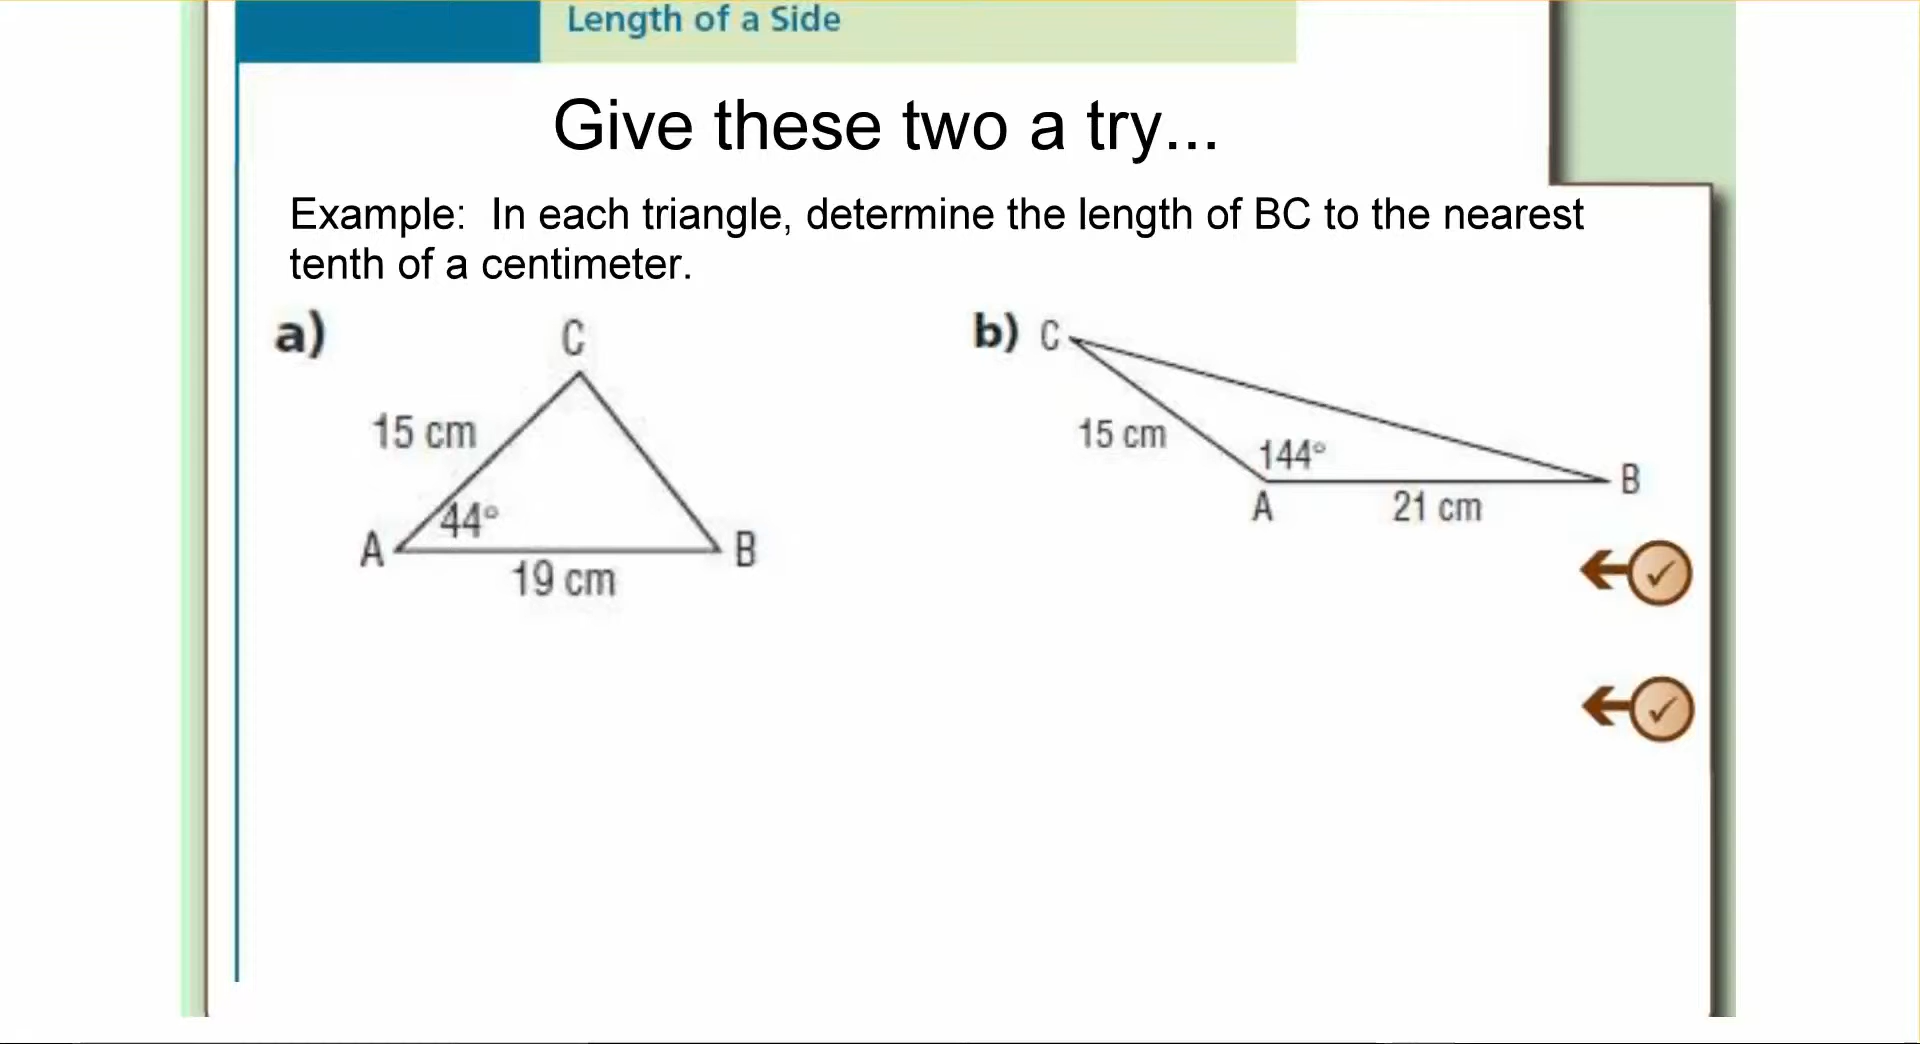 Length of a Side
Give these two a try...
Example: In each triangle, determine the length of BC to the nearest
tenth of a centimeter.
a)
C
15 cm
44°
A
B
19 cm
b)
C
15 cm
144°
A
21 cm
B